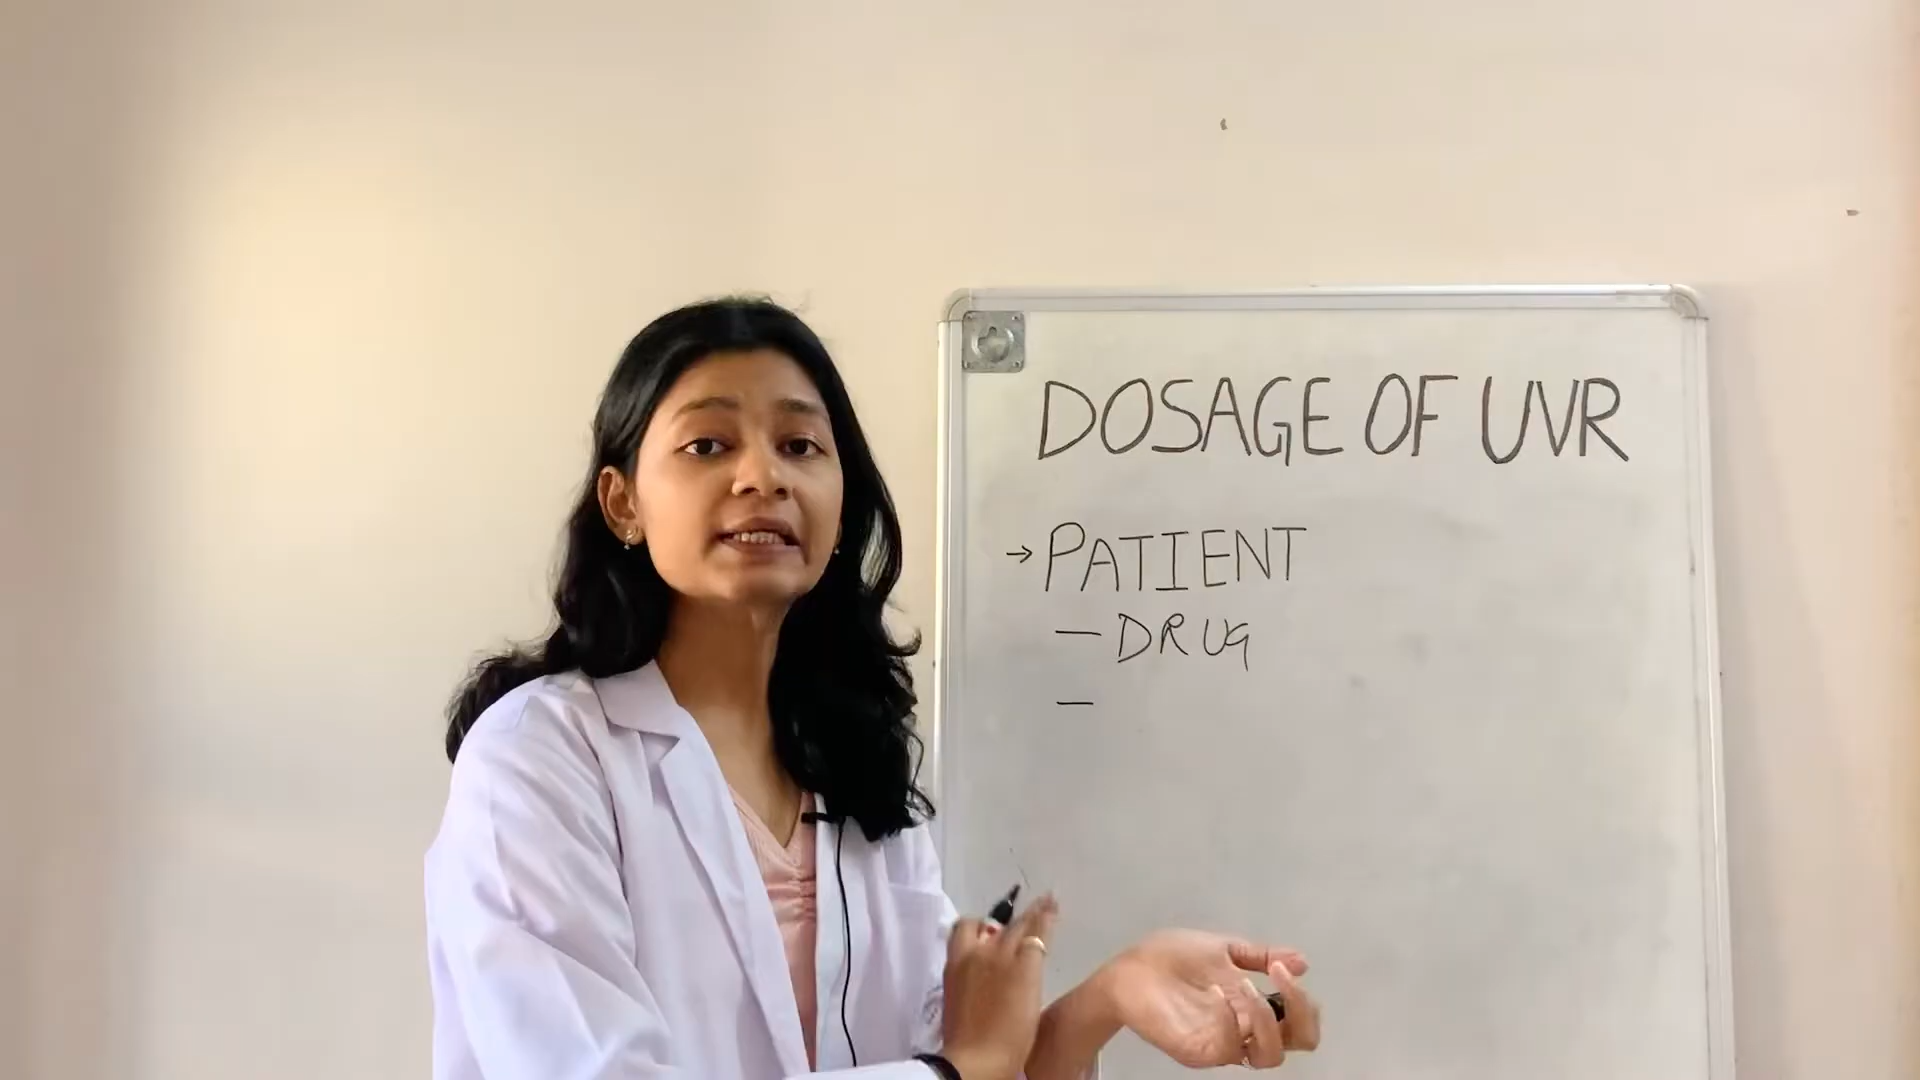 DOSAGE OF UVR
→ PATIENT
— DRUG
—